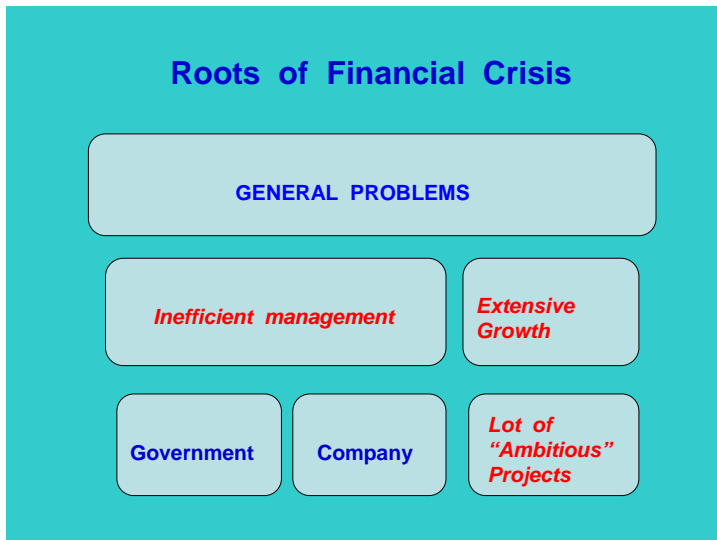 Roots of Financial Crisis
GENERAL PROBLEMS
Inefficient management
Extensive
Growth
Government
Company
Lot of
“Ambitious”
Projects